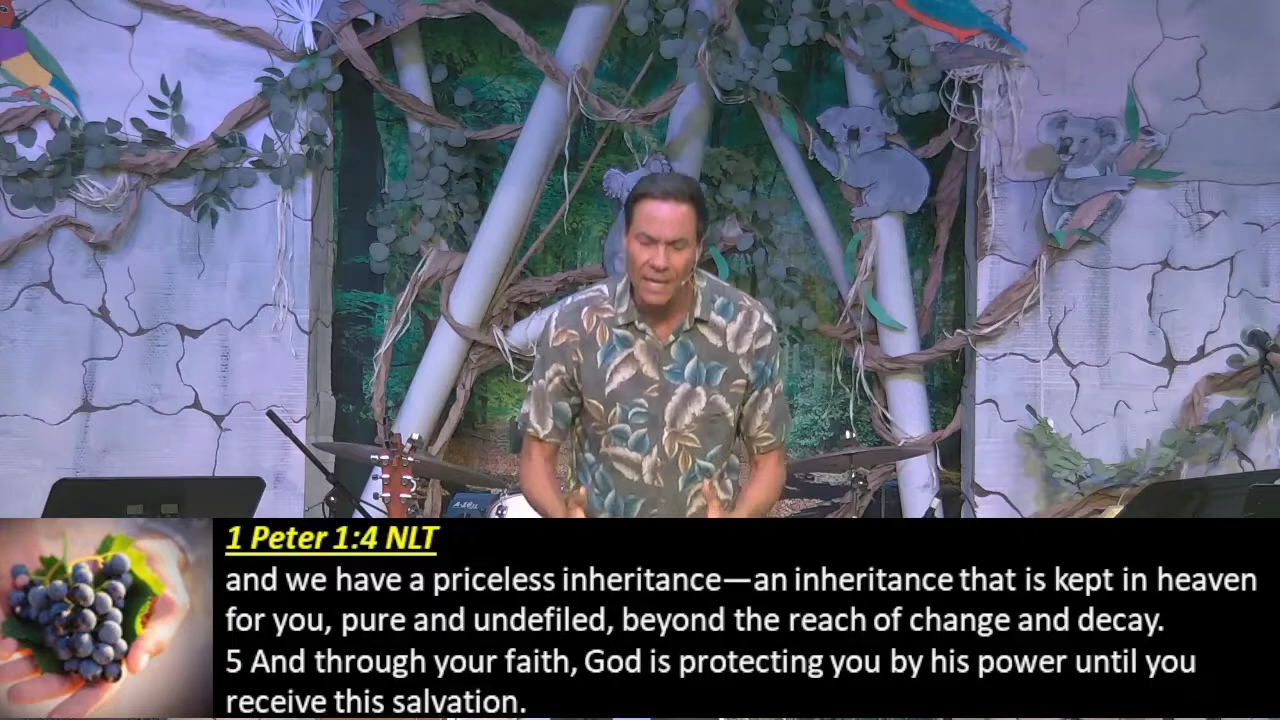 1 Peter 1:4 NLT
and we have a priceless inheritance—an inheritance that is kept in heaven
for you, pure and undefiled, beyond the reach of change and decay.
5 And through your faith, God is protecting you by his power until you
receive this salvation.